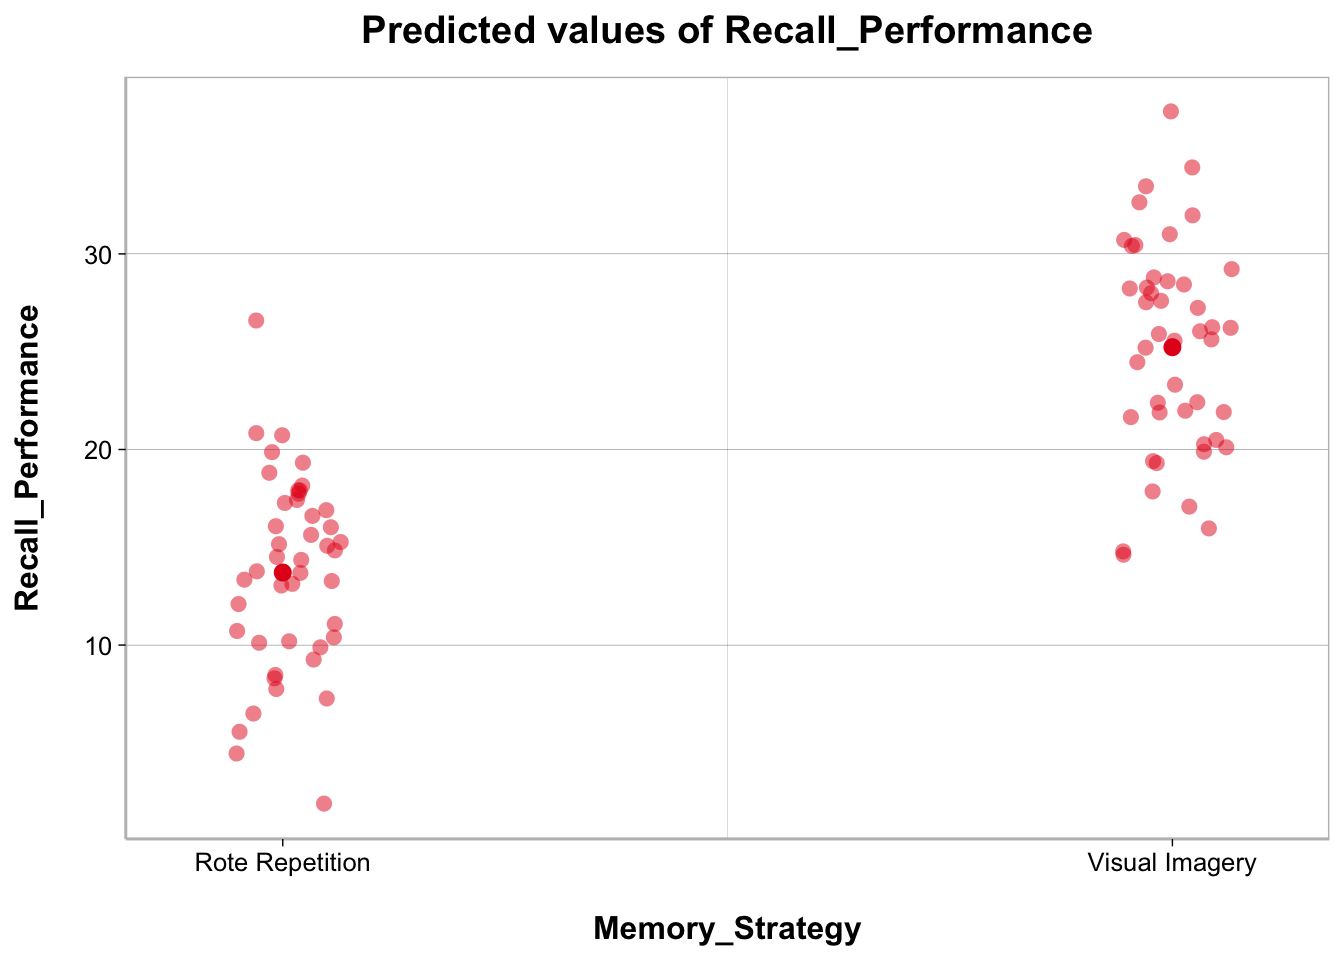 Predicted values of Recall_Performance
Recall_Performance
30
20
10
Rote Repetition
Visual Imagery
Memory_Strategy